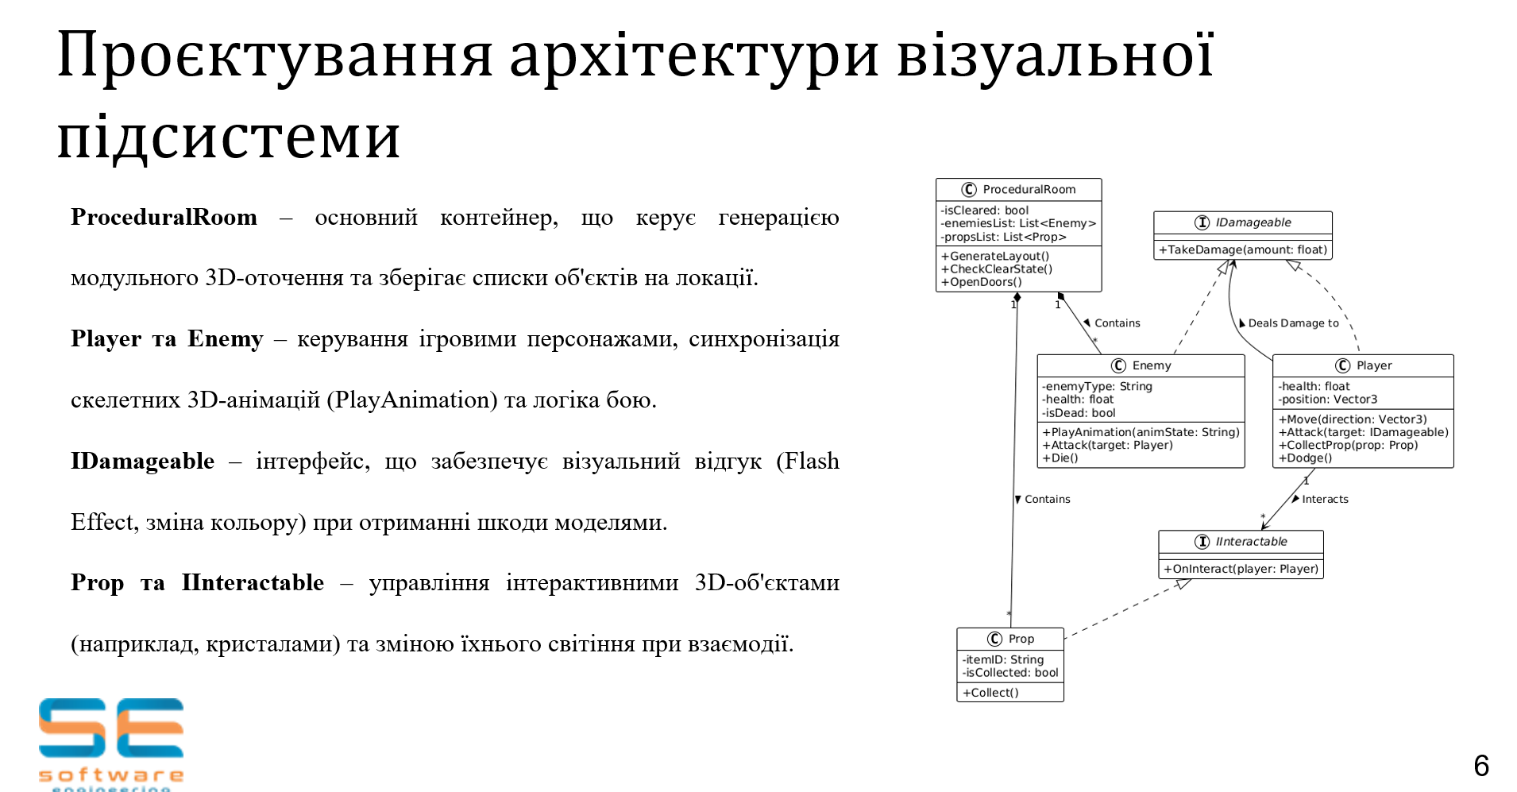 Проєктування архітектури візуальної
підсистеми
ProceduralRoom – основний контейнер, що керує генерацією
модульного 3D-оточення та зберігає списки об'єктів на локації.
Player та Enemy – керування ігровими персонажами, синхронізація
скелетних 3D-анімацій (PlayAnimation) та логіка бою.
IDamageable – інтерфейс, що забезпечує візуальний відгук (Flash
Effect, зміна кольору) при отриманні шкоди моделями.
Prop та IInteractable – управління інтерактивними 3D-об'єктами
(наприклад, кристалами) та зміною їхнього світіння при взаємодії.
C ProceduralRoom
-isCleared: bool
-enemiesList: List<Enemy>
-propsList: List<Prop>
+GenerateLayout()
+CheckClearState()
+OpenDoors()
I IDamageable
+TakeDamage(amount: float)
1
1
Contains
*
Deals Damage to
C Enemy
-enemyType: String
-health: float
-isDead: bool
+PlayAnimation(animState: String)
+Attack(target: Player)
+Die()
C Player
-health: float
-position: Vector3
+Move(direction: Vector3)
+Attack(target: IDamageable)
+CollectProp(prop: Prop)
+Dodge()
1
Contains
Interacts
*
I IInteractable
+OnInteract(player: Player)
*
C Prop
-itemID: String
-isCollected: bool
+Collect()
SE
software
engineering
6